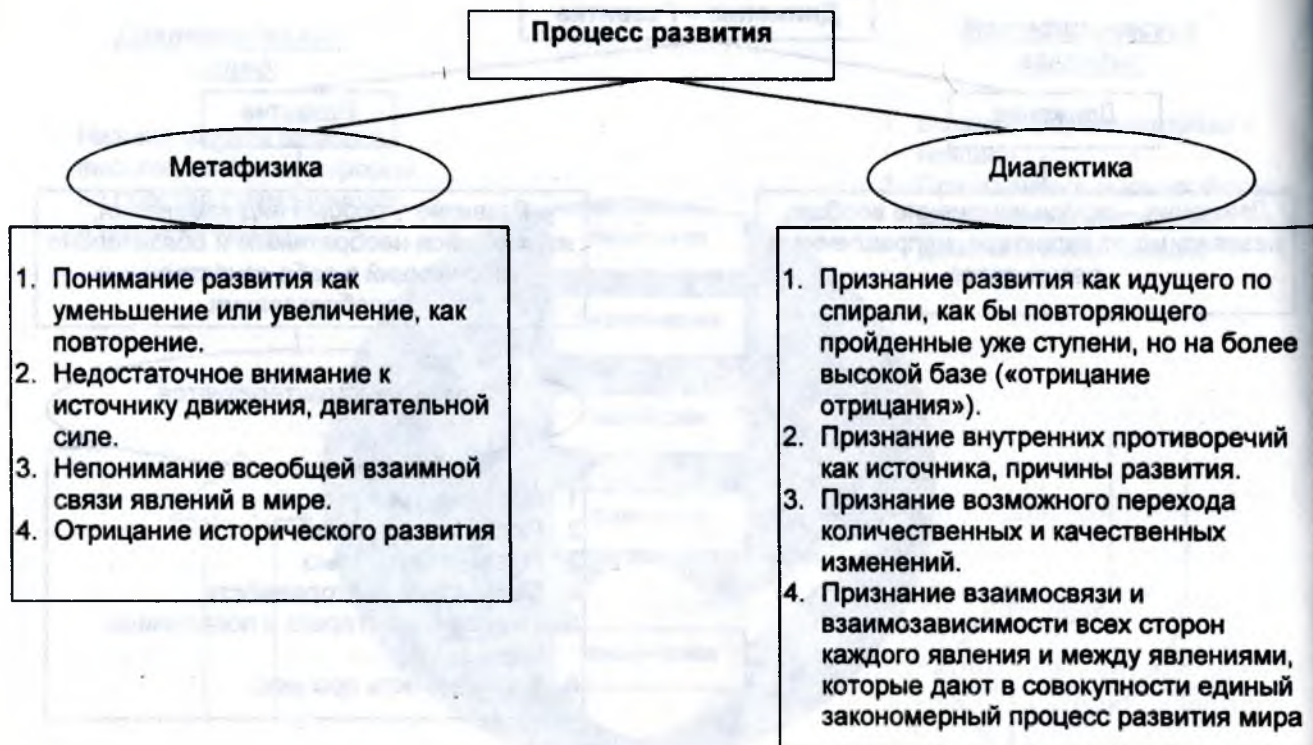 Процесс развития
Метафизика
1. Понимание развития как
уменьшение или увеличение, как
повторение.
2. Недостаточное внимание к
источнику движения, двигательной
силе.
3. Непонимание всеобщей взаимной
связи явлений в мире.
4. Отрицание исторического развития
Диалектика
1. Признание развития как идущего по
спирали, как бы повторяющего
пройденные уже ступени, но на более
высокой базе («отрицание
отрицания»).
2. Признание внутренних противоречий
как источника, причины развития.
3. Признание возможного перехода
количественных и качественных
изменений.
4. Признание взаимосвязи и
взаимозависимости всех сторон
каждого явления и между явлениями,
которые дают в совокупности единый
закономерный процесс развития мира